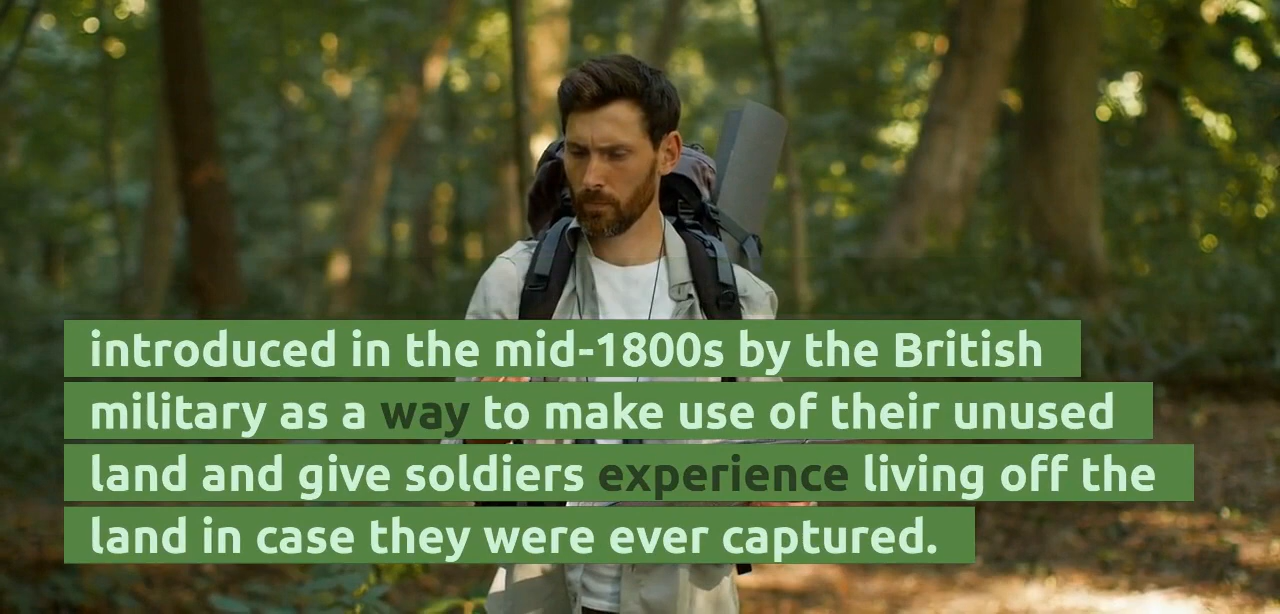 introduced in the mid-1800s by the British
military as a way to make use of their unused
land and give soldiers experience living off the
land in case they were ever captured.